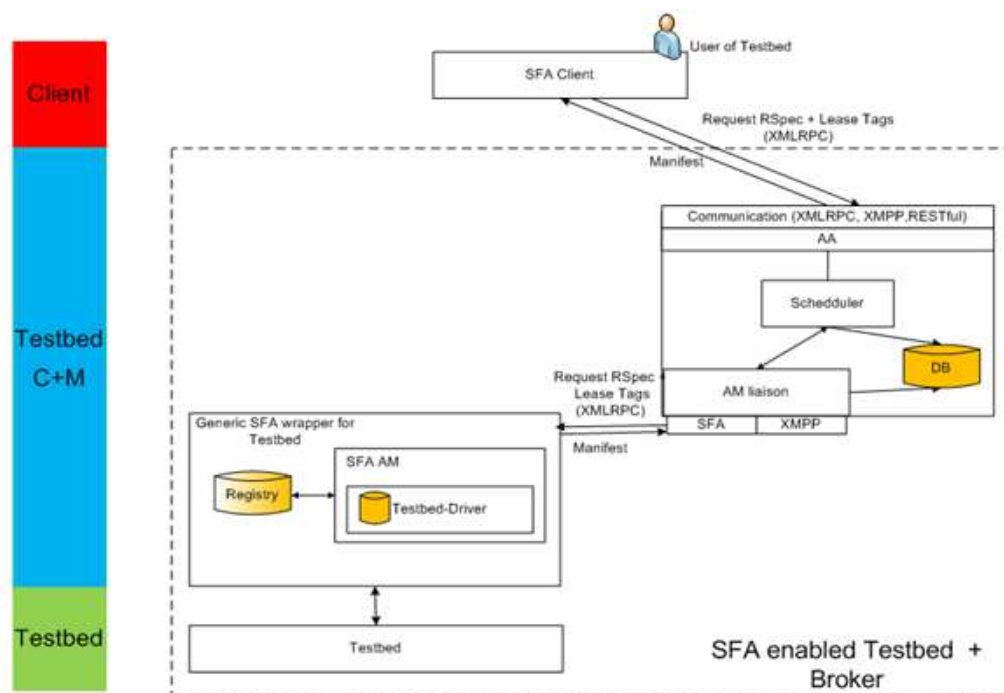 User of Testbed
SFA Client
Client
Request RSpec + Lease Tags
(XMLRPC)
Manifest
Communication (XMLRPC, XMPP,RESTful)
AA
Schedduler
DB
Testbed
C+M
AM liaison
SFA
XMPP
Request RSpec
Lease Tags
(XMLRPC)
Manifest
Generic SFA wrapper for
Testbed
SFA AM
Registry
Testbed-Driver
Testbed
Testbed
SFA enabled Testbed +
Broker